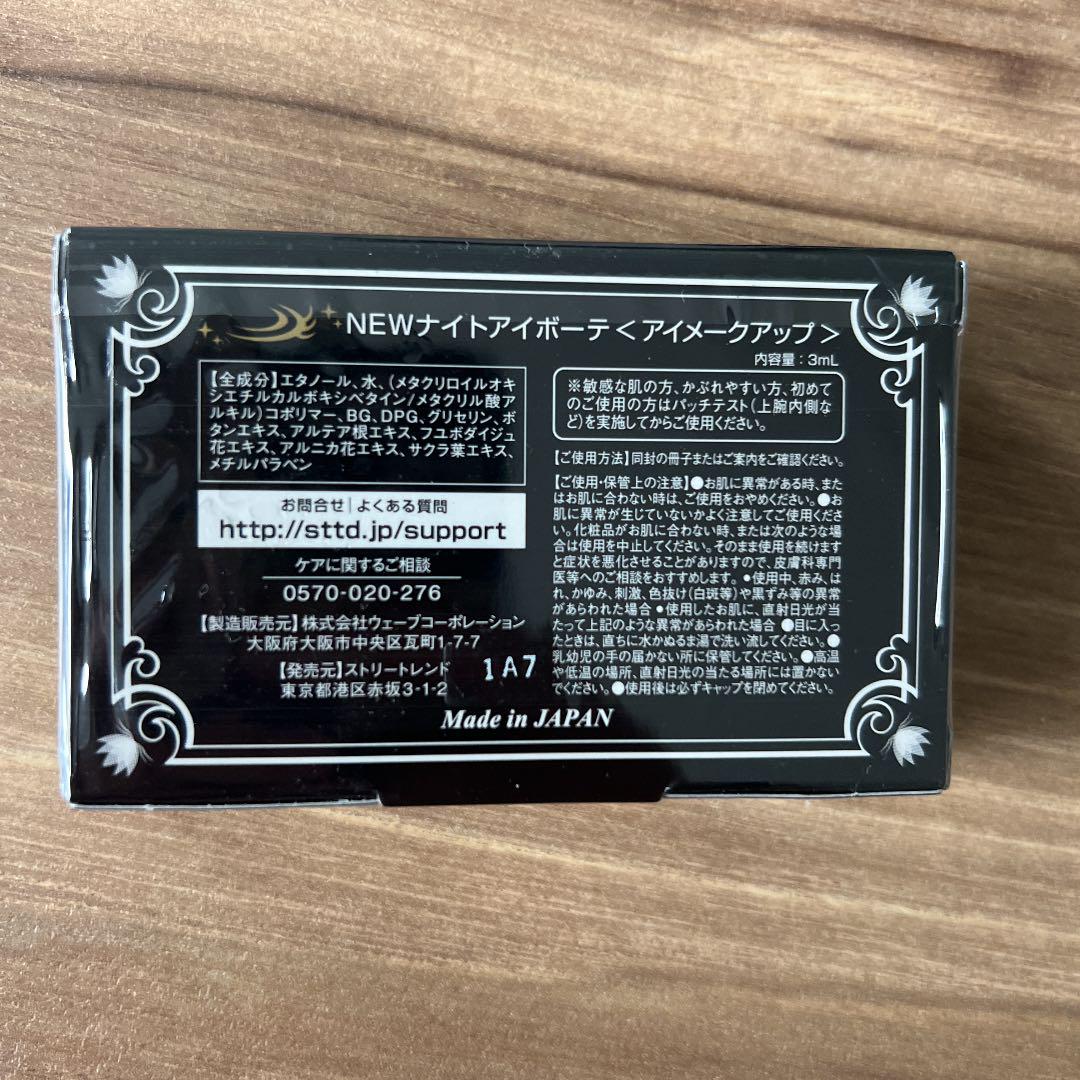 NEWナイトアイボーテ＜アイメークアップ＞
内容量：3mL
【全成分】エタノール、水、(メタクリロイルオキ
シエチルカルボキシベタイン/メタクリル酸ア
ルキル)コポリマー、BG、DPG、グリセリン、ボ
タンエキス、アルテア根エキス、フユボダイジュ
花エキス、アルニカ花エキス、サクラ葉エキス、
メチルパラベン
お問合せ｜よくある質問
http://sttd.jp/support
ケアに関するご相談
0570-020-276
【製造販売元】株式会社ウェーブコーポレーション
大阪府大阪市中央区瓦町1-7-7
【発売元】ストリートレンド
東京都港区赤坂3-1-2
1A7
※敏感な肌の方、かぶれやすい方、初めて
のご使用の方はパッチテスト(上腕内側な
ど)を実施してからご使用ください。
【ご使用方法】同封の冊子またはご案内をご確認ください。
【ご使用・保管上の注意】●お肌に異常がある時、また
はお肌に合わない時は、ご使用をおやめください。●お
肌に異常が生じていないかよく注意してご使用くださ
い。化粧品がお肌に合わない時、または次のような場
合は使用を中止してください。そのまま使用を続けます
と症状を悪化させることがありますので、皮膚科専門
医等へのご相談をおすすめします。•使用中、赤み、は
れ、かゆみ、刺激、色抜け(白斑等)や黒ずみ等の異常
があらわれた場合•使用したお肌に、直射日光が当
たって上記のような異常があらわれた場合●目に入っ
たときは、直ちに水かぬるま湯で洗い流してください。●
乳幼児の手の届かない所に保管してください。●高温
や低温の場所、直射日光の当たる場所には置かない
でください。●使用後は必ずキャップを閉めてください。
Made in JAPAN